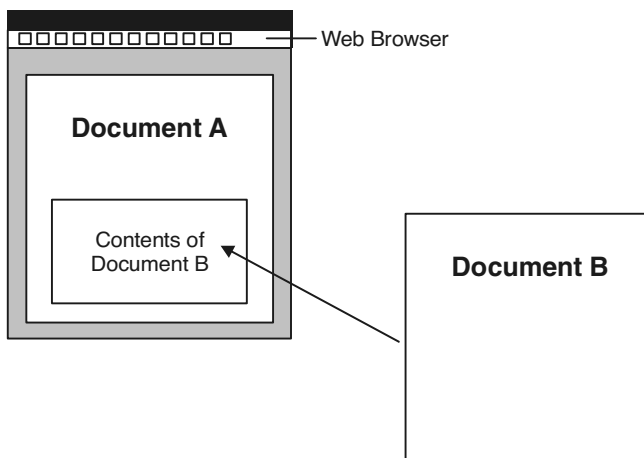 Web Browser
Document A
Contents of
Document B
Document B